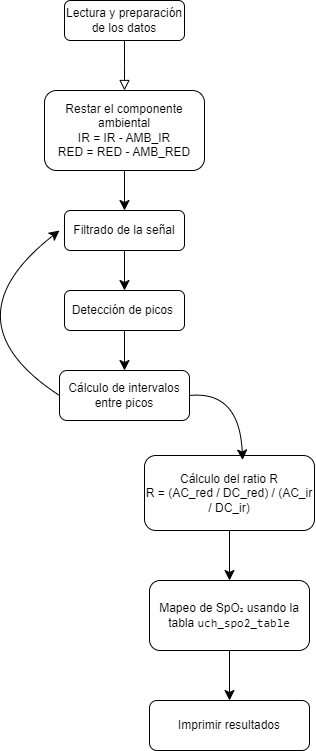 Lectura y preparación
de los datos
Restar el componente
ambiental
IR = IR - AMB_IR
RED = RED - AMB_RED
Filtrado de la señal
Detección de picos
Cálculo de intervalos
entre picos
Cálculo del ratio R
R = (AC_red / DC_red) / (AC_ir
/ DC_ir)
Mapeo de SpO₂ usando la
tabla uch_spo2_table
Imprimir resultados